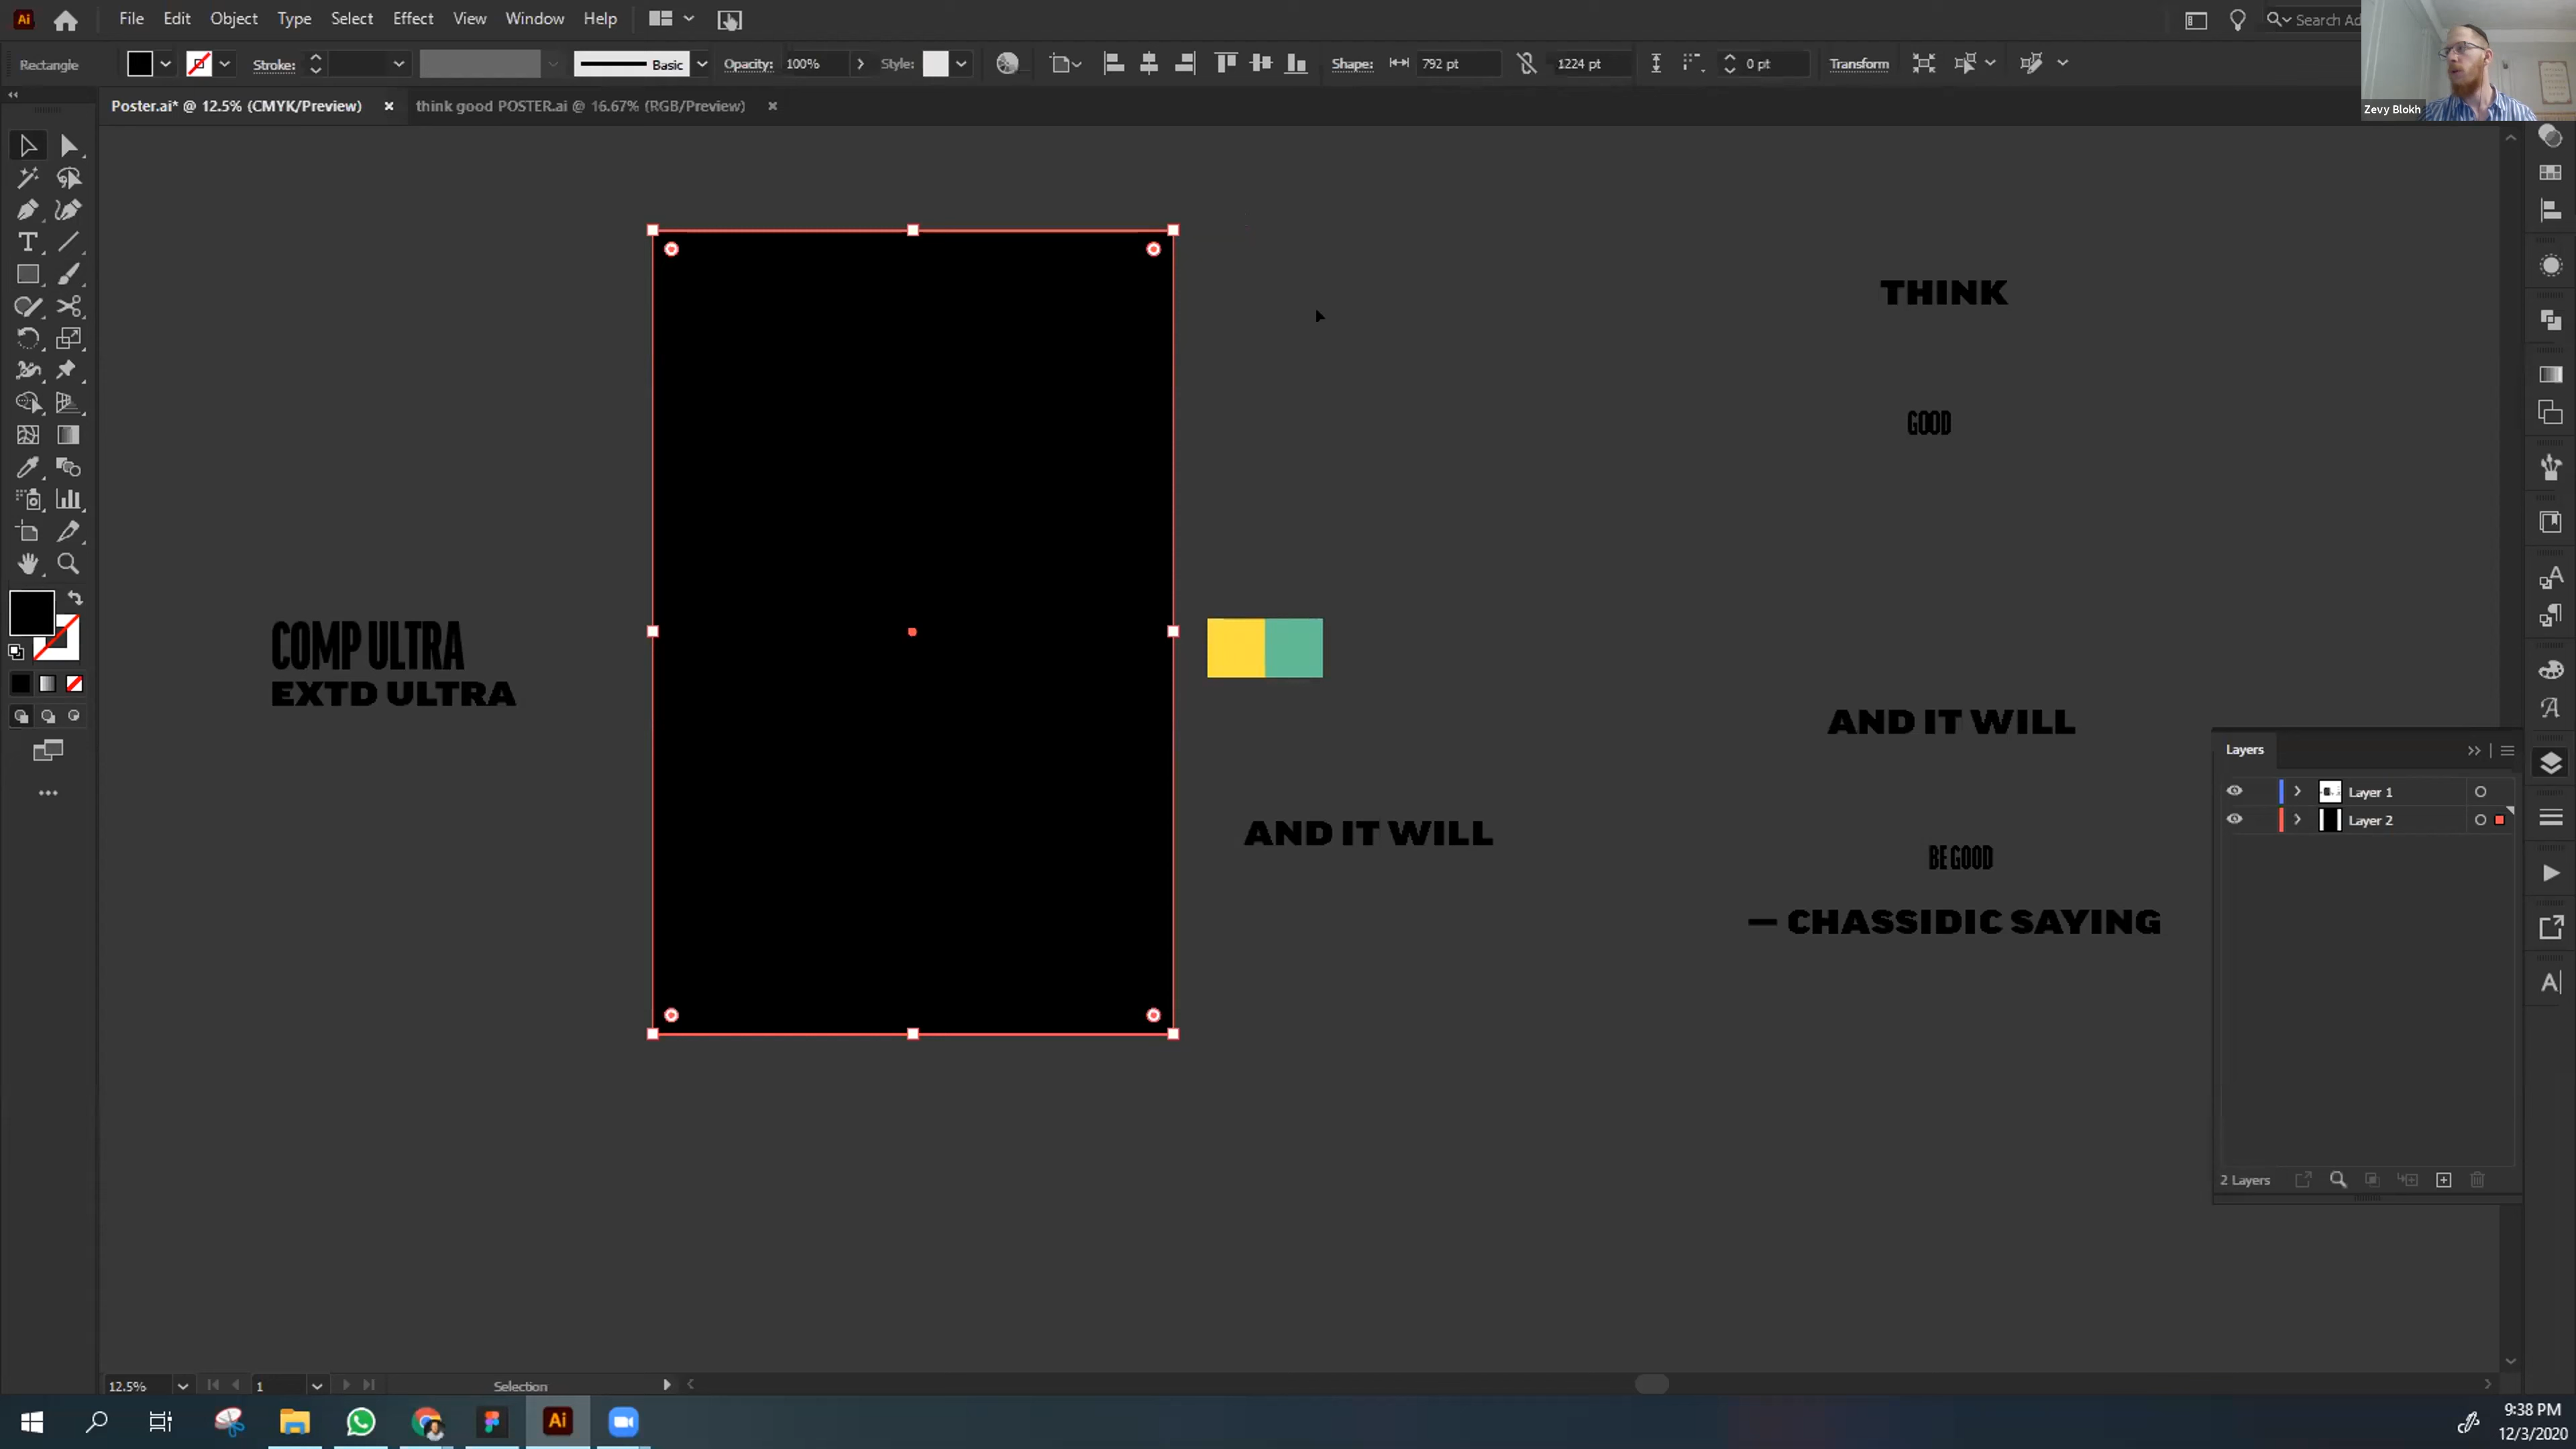 Ai File Edit Object Type Select Effect View Window Help Search Ad
Rectangle Stroke: Basic Opacity: 100% Style: Shape: 792 pt 1224 pt 0 pt Transform
Zevy Blokh
Poster.ai* @ 12.5% (CMYK/Preview) × think good POSTER.ai @ 16.67% (RGB/Preview) ×
THINK
GOOD
COMP ULTRA
EXTD ULTRA
AND IT WILL
AND IT WILL
BE GOOD
— CHASSIDIC SAYING
Layers
Layer 1
Layer 2
2 Layers
12.5% 1 Selection
Ai
9:38 PM
12/3/2020